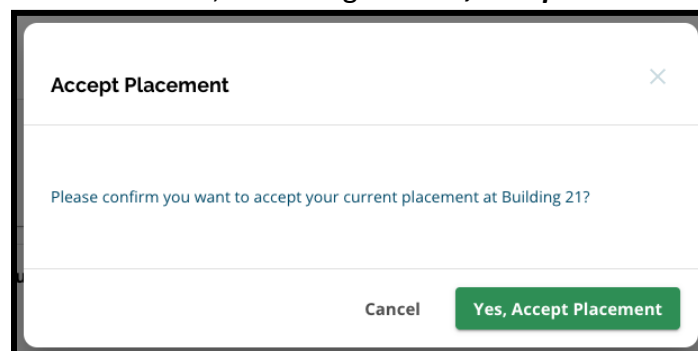 Accept Placement
Please confirm you want to accept your current placement at Building 21?
Cancel
Yes, Accept Placement